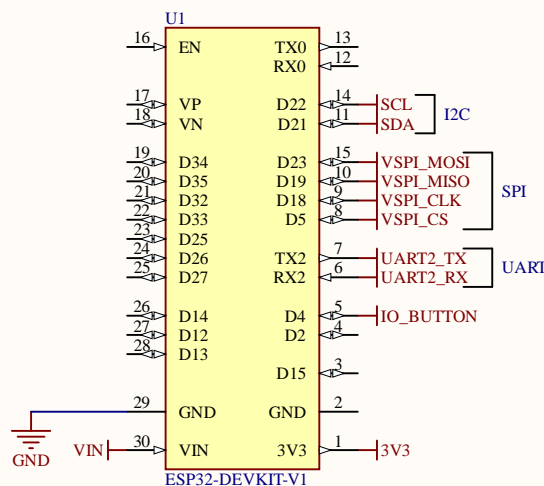 U1
16 EN TX0 13
RX0 12
17 VP D22 14 SCL
18 VN D21 11 SDA
I2C
19 D34 D23 15 VSPI_MOSI
20 D35 D19 10 VSPI_MISO
21 D32 D18 9 VSPI_CLK
22 D33 D5 8 VSPI_CS
SPI
23 D25
24 D26 TX2 7 UART2_TX
25 D27 RX2 6 UART2_RX
UART
26 D14 D4 5 IO_BUTTON
27 D12 D2 4
28 D13
D15 3
29 GND GND 2
GND
VIN 30 VIN 3V3 1 3V3
ESP32-DEVKIT-V1